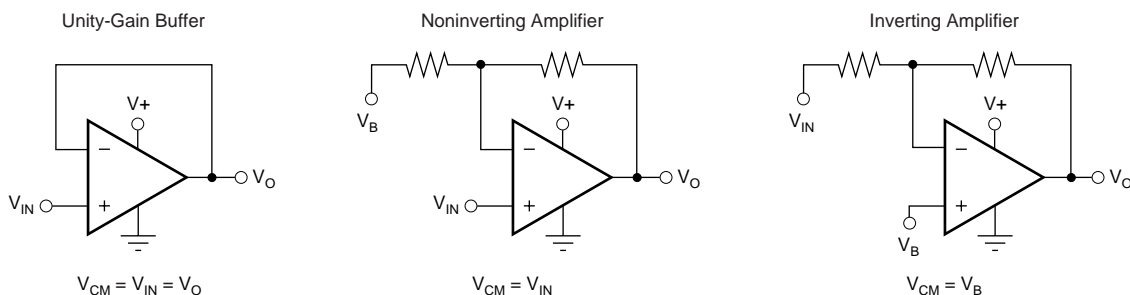 Unity-Gain Buffer
V+
−
V_IN
+
V_O
V_CM = V_IN = V_O
Noninverting Amplifier
V_B
V+
−
V_IN
+
V_O
V_CM = V_IN
Inverting Amplifier
V_IN
V+
−
+
V_B
V_O
V_CM = V_B